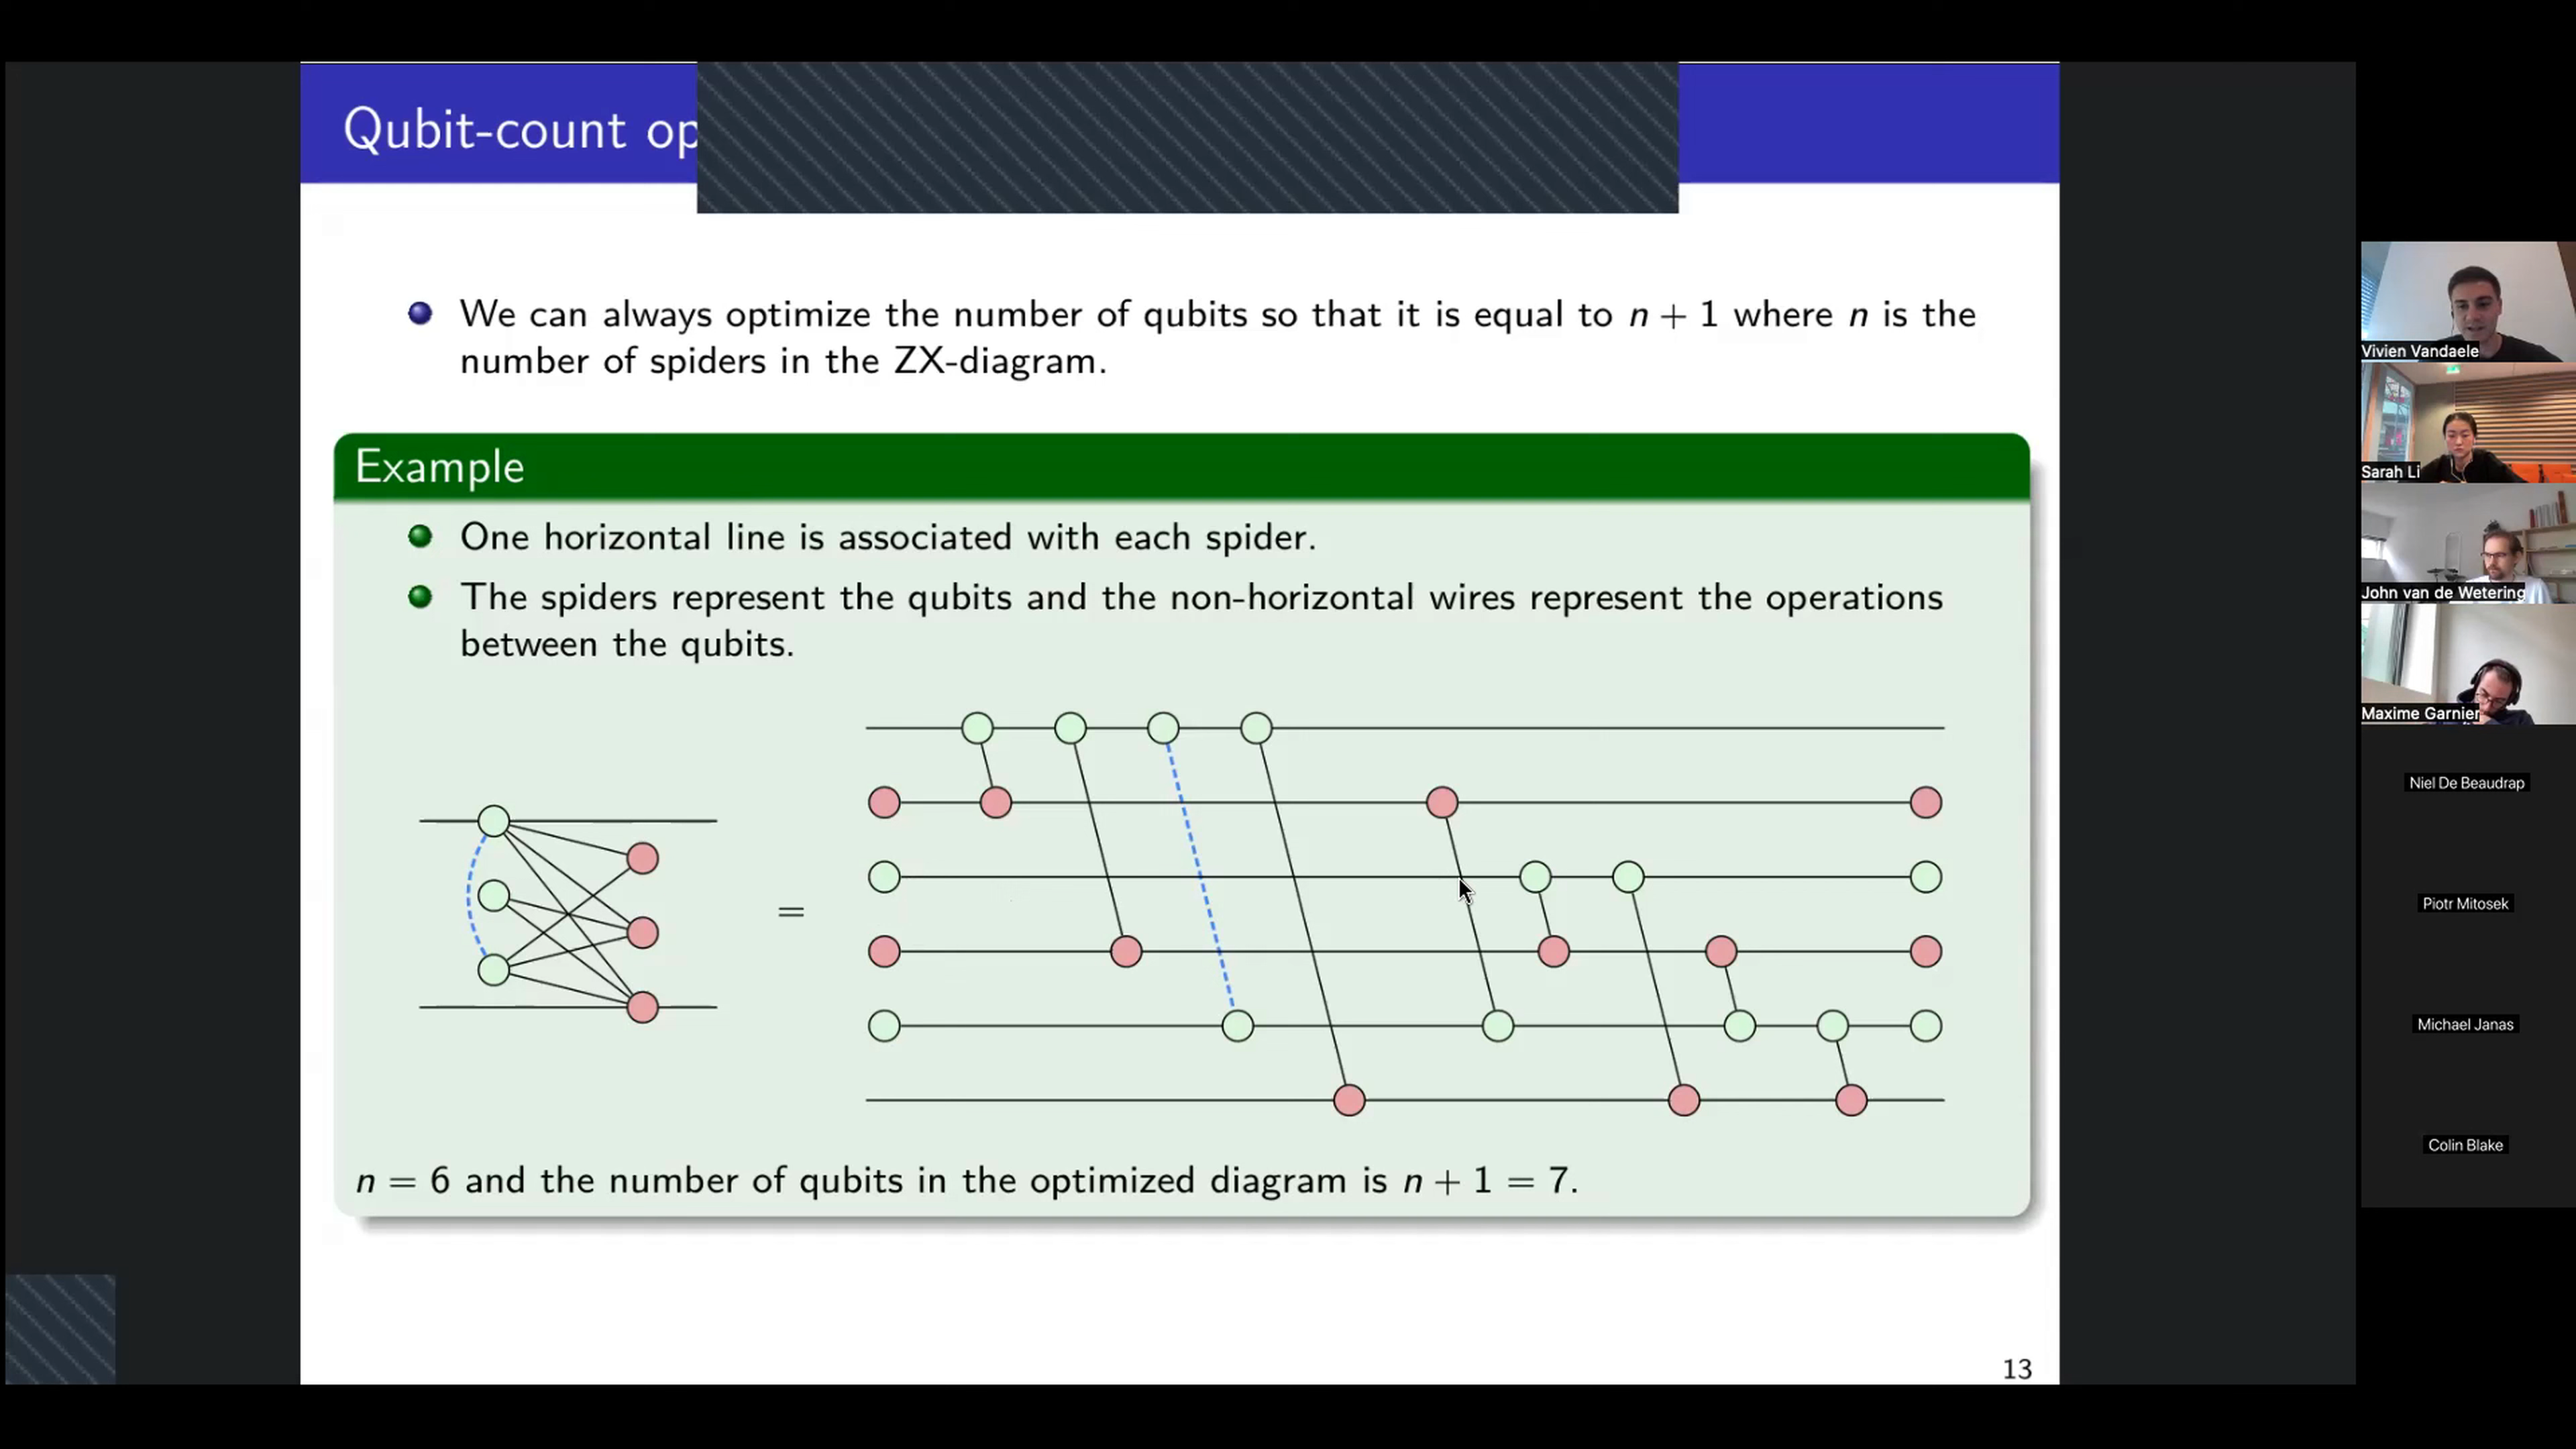 Qubit-count
We can always optimize the number of qubits so that it is equal to n + 1 where n is the
number of spiders in the ZX-diagram.
Example
One horizontal line is associated with each spider.
The spiders represent the qubits and the non-horizontal wires represent the operations
between the qubits.
=
n = 6 and the number of qubits in the optimized diagram is n + 1 = 7.
13
Vivien Vandaele
Sarah Li
John van de Wetering
Maxime Garnier
Niel De Beaudrap
Piotr Mitosek
Michael Janas
Colin Blake